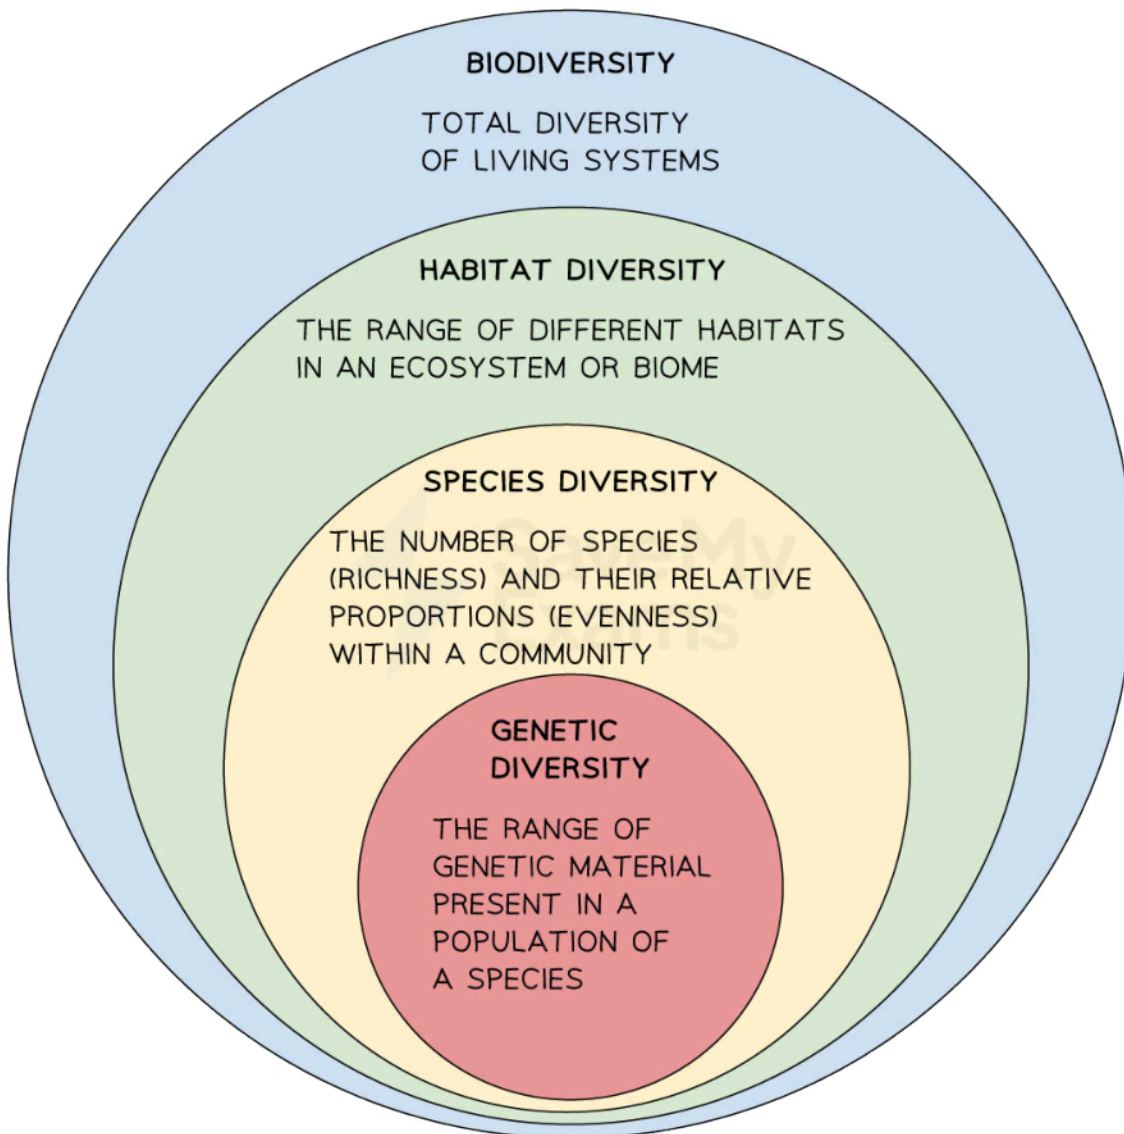 BIODIVERSITY
TOTAL DIVERSITY
OF LIVING SYSTEMS
HABITAT DIVERSITY
THE RANGE OF DIFFERENT HABITATS
IN AN ECOSYSTEM OR BIOME
SPECIES DIVERSITY
THE NUMBER OF SPECIES
(RICHNESS) AND THEIR RELATIVE
PROPORTIONS (EVENNESS)
WITHIN A COMMUNITY
SaveMy
Exams
GENETIC
DIVERSITY
THE RANGE OF
GENETIC MATERIAL
PRESENT IN A
POPULATION OF
A SPECIES